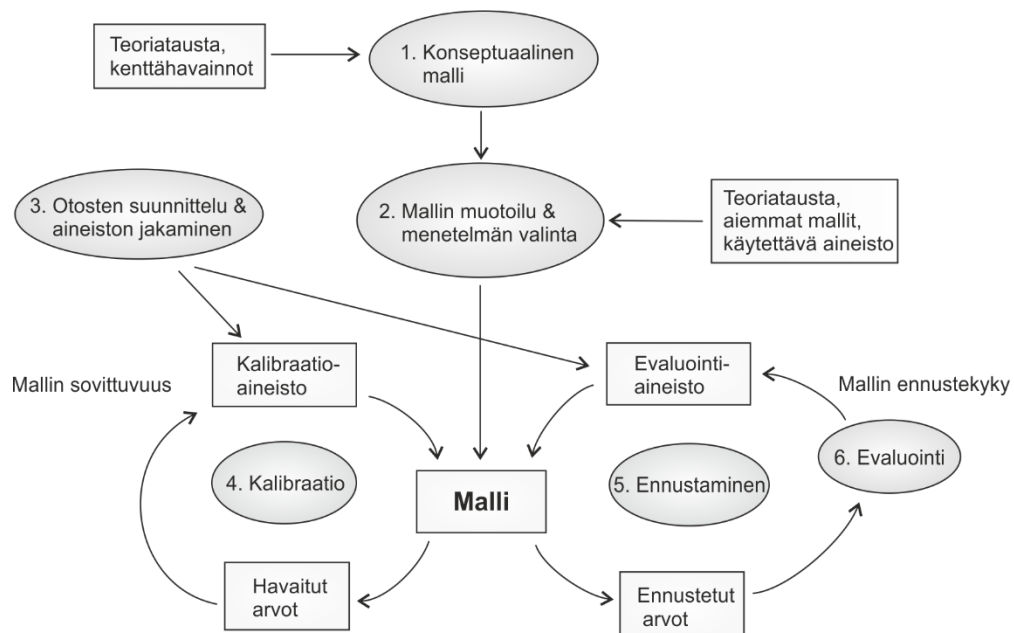 Teoriatausta,
kenttähavainnot
1. Konseptuaalinen
malli
3. Otosten suunnittelu &
aineiston jakaminen
2. Mallin muotoilu &
menetelmän valinta
Teoriatausta,
aiemmat mallit,
käytettävä aineisto
Mallin sovittuvuus
Kalibraatio-
aineisto
Evaluointi-
aineisto
Mallin ennustekyky
4. Kalibraatio
Malli
5. Ennustaminen
6. Evaluointi
Havaitut
arvot
Ennustetut
arvot